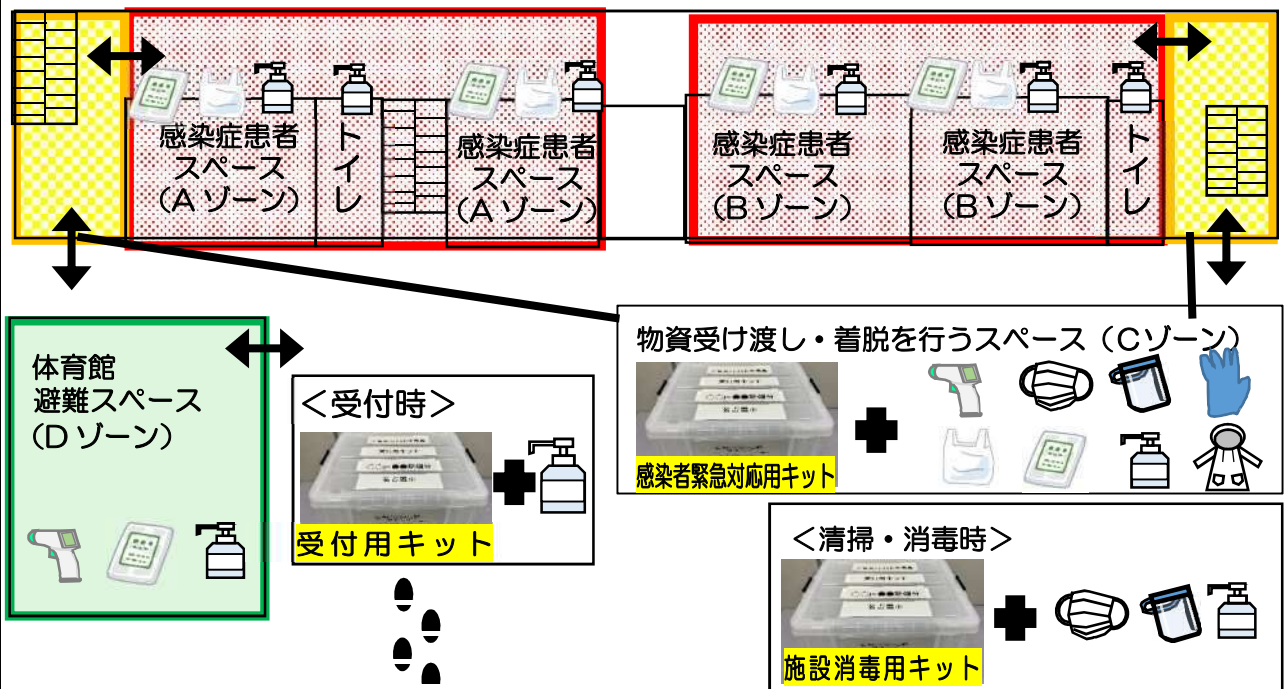 感染症患者
スペース
(Aゾーン)
トイレ
感染症患者
スペース
(Aゾーン)
感染症患者
スペース
(Bゾーン)
感染症患者
スペース
(Bゾーン)
トイレ
体育館
避難スペース
(Dゾーン)
＜受付時＞
受付用キット
物資受け渡し・着脱を行うスペース（Cゾーン）
感染者緊急対応用キット
＜清掃・消毒時＞
施設消毒用キット